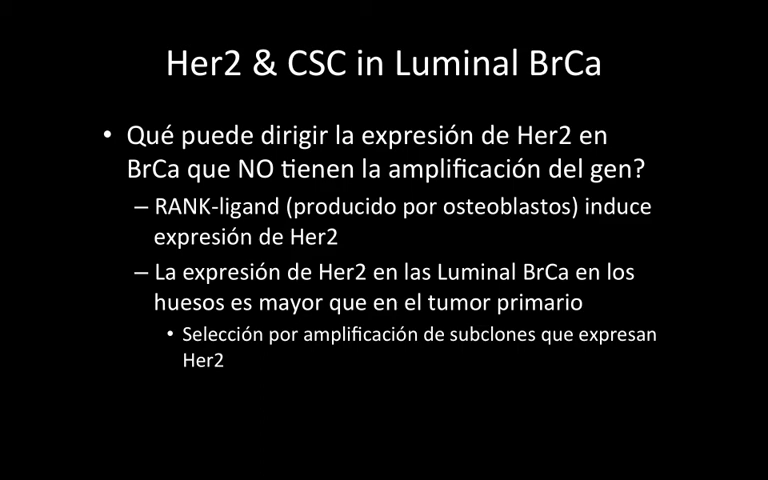 Her2 & CSC in Luminal BrCa
• Qué puede dirigir la expresión de Her2 en
BrCa que NO tienen la amplificación del gen?
– RANK-ligand (producido por osteoblastos) induce
expresión de Her2
– La expresión de Her2 en las Luminal BrCa en los
huesos es mayor que en el tumor primario
• Selección por amplificación de subclones que expresan
Her2